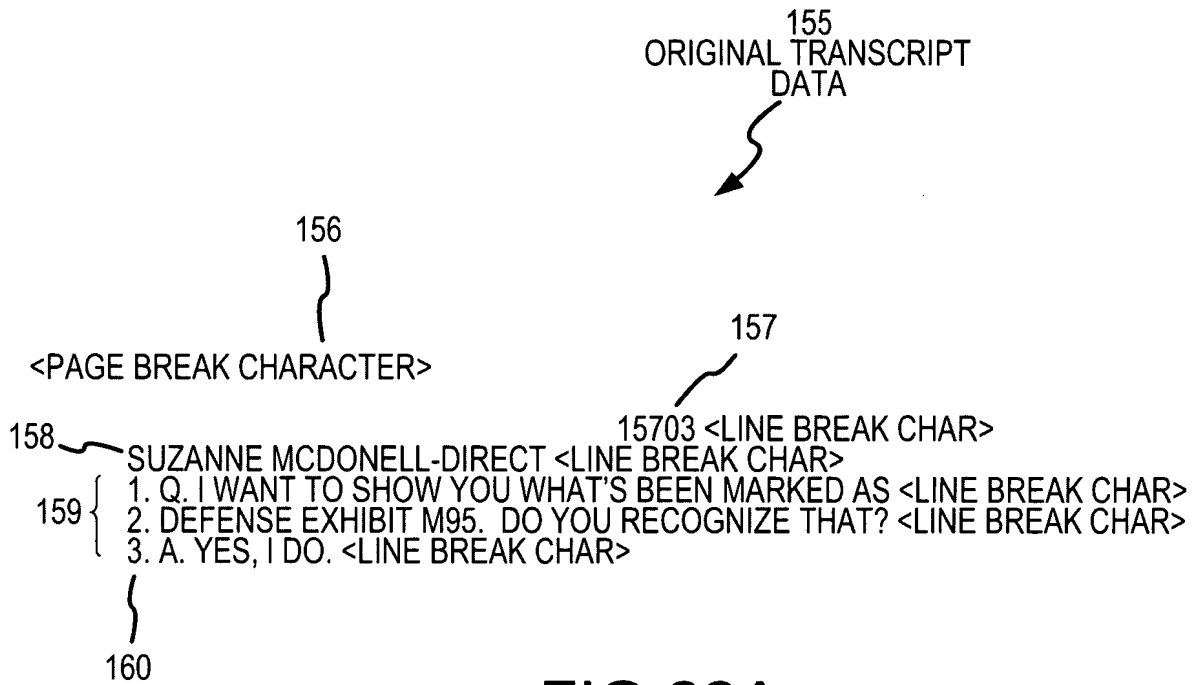 155
ORIGINAL TRANSCRIPT
DATA
156
<PAGE BREAK CHARACTER>
157
15703 <LINE BREAK CHAR>
158
SUZANNE MCDONELL-DIRECT <LINE BREAK CHAR>
159
1. Q. I WANT TO SHOW YOU WHAT'S BEEN MARKED AS <LINE BREAK CHAR>
2. DEFENSE EXHIBIT M95. DO YOU RECOGNIZE THAT? <LINE BREAK CHAR>
3. A. YES, I DO. <LINE BREAK CHAR>
160